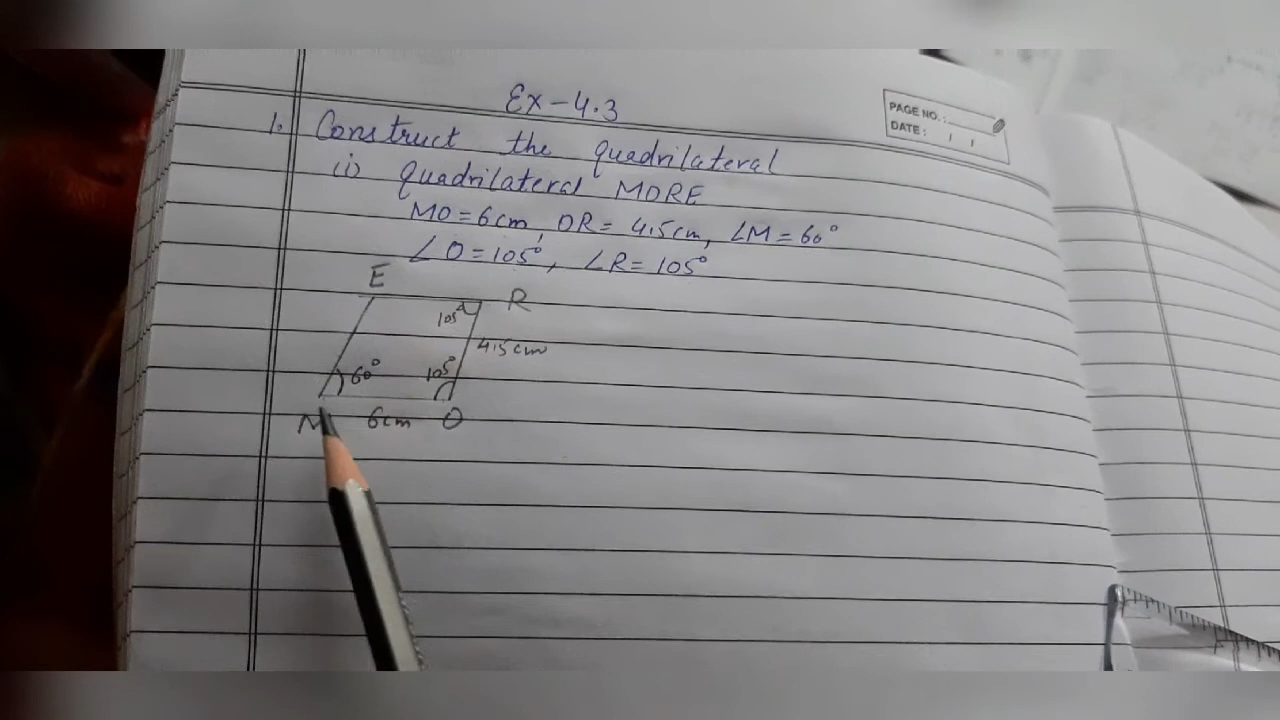 Ex-4.3
PAGE NO.:
DATE: / /
1. Construct the quadrilateral
i) quadrilateral MORE
MO = 6cm, OR = 4.5cm, ∠M = 60°
∠O = 105°, ∠R = 105°
E
R
105°
4.5cm
60°
105°
M
6cm
O